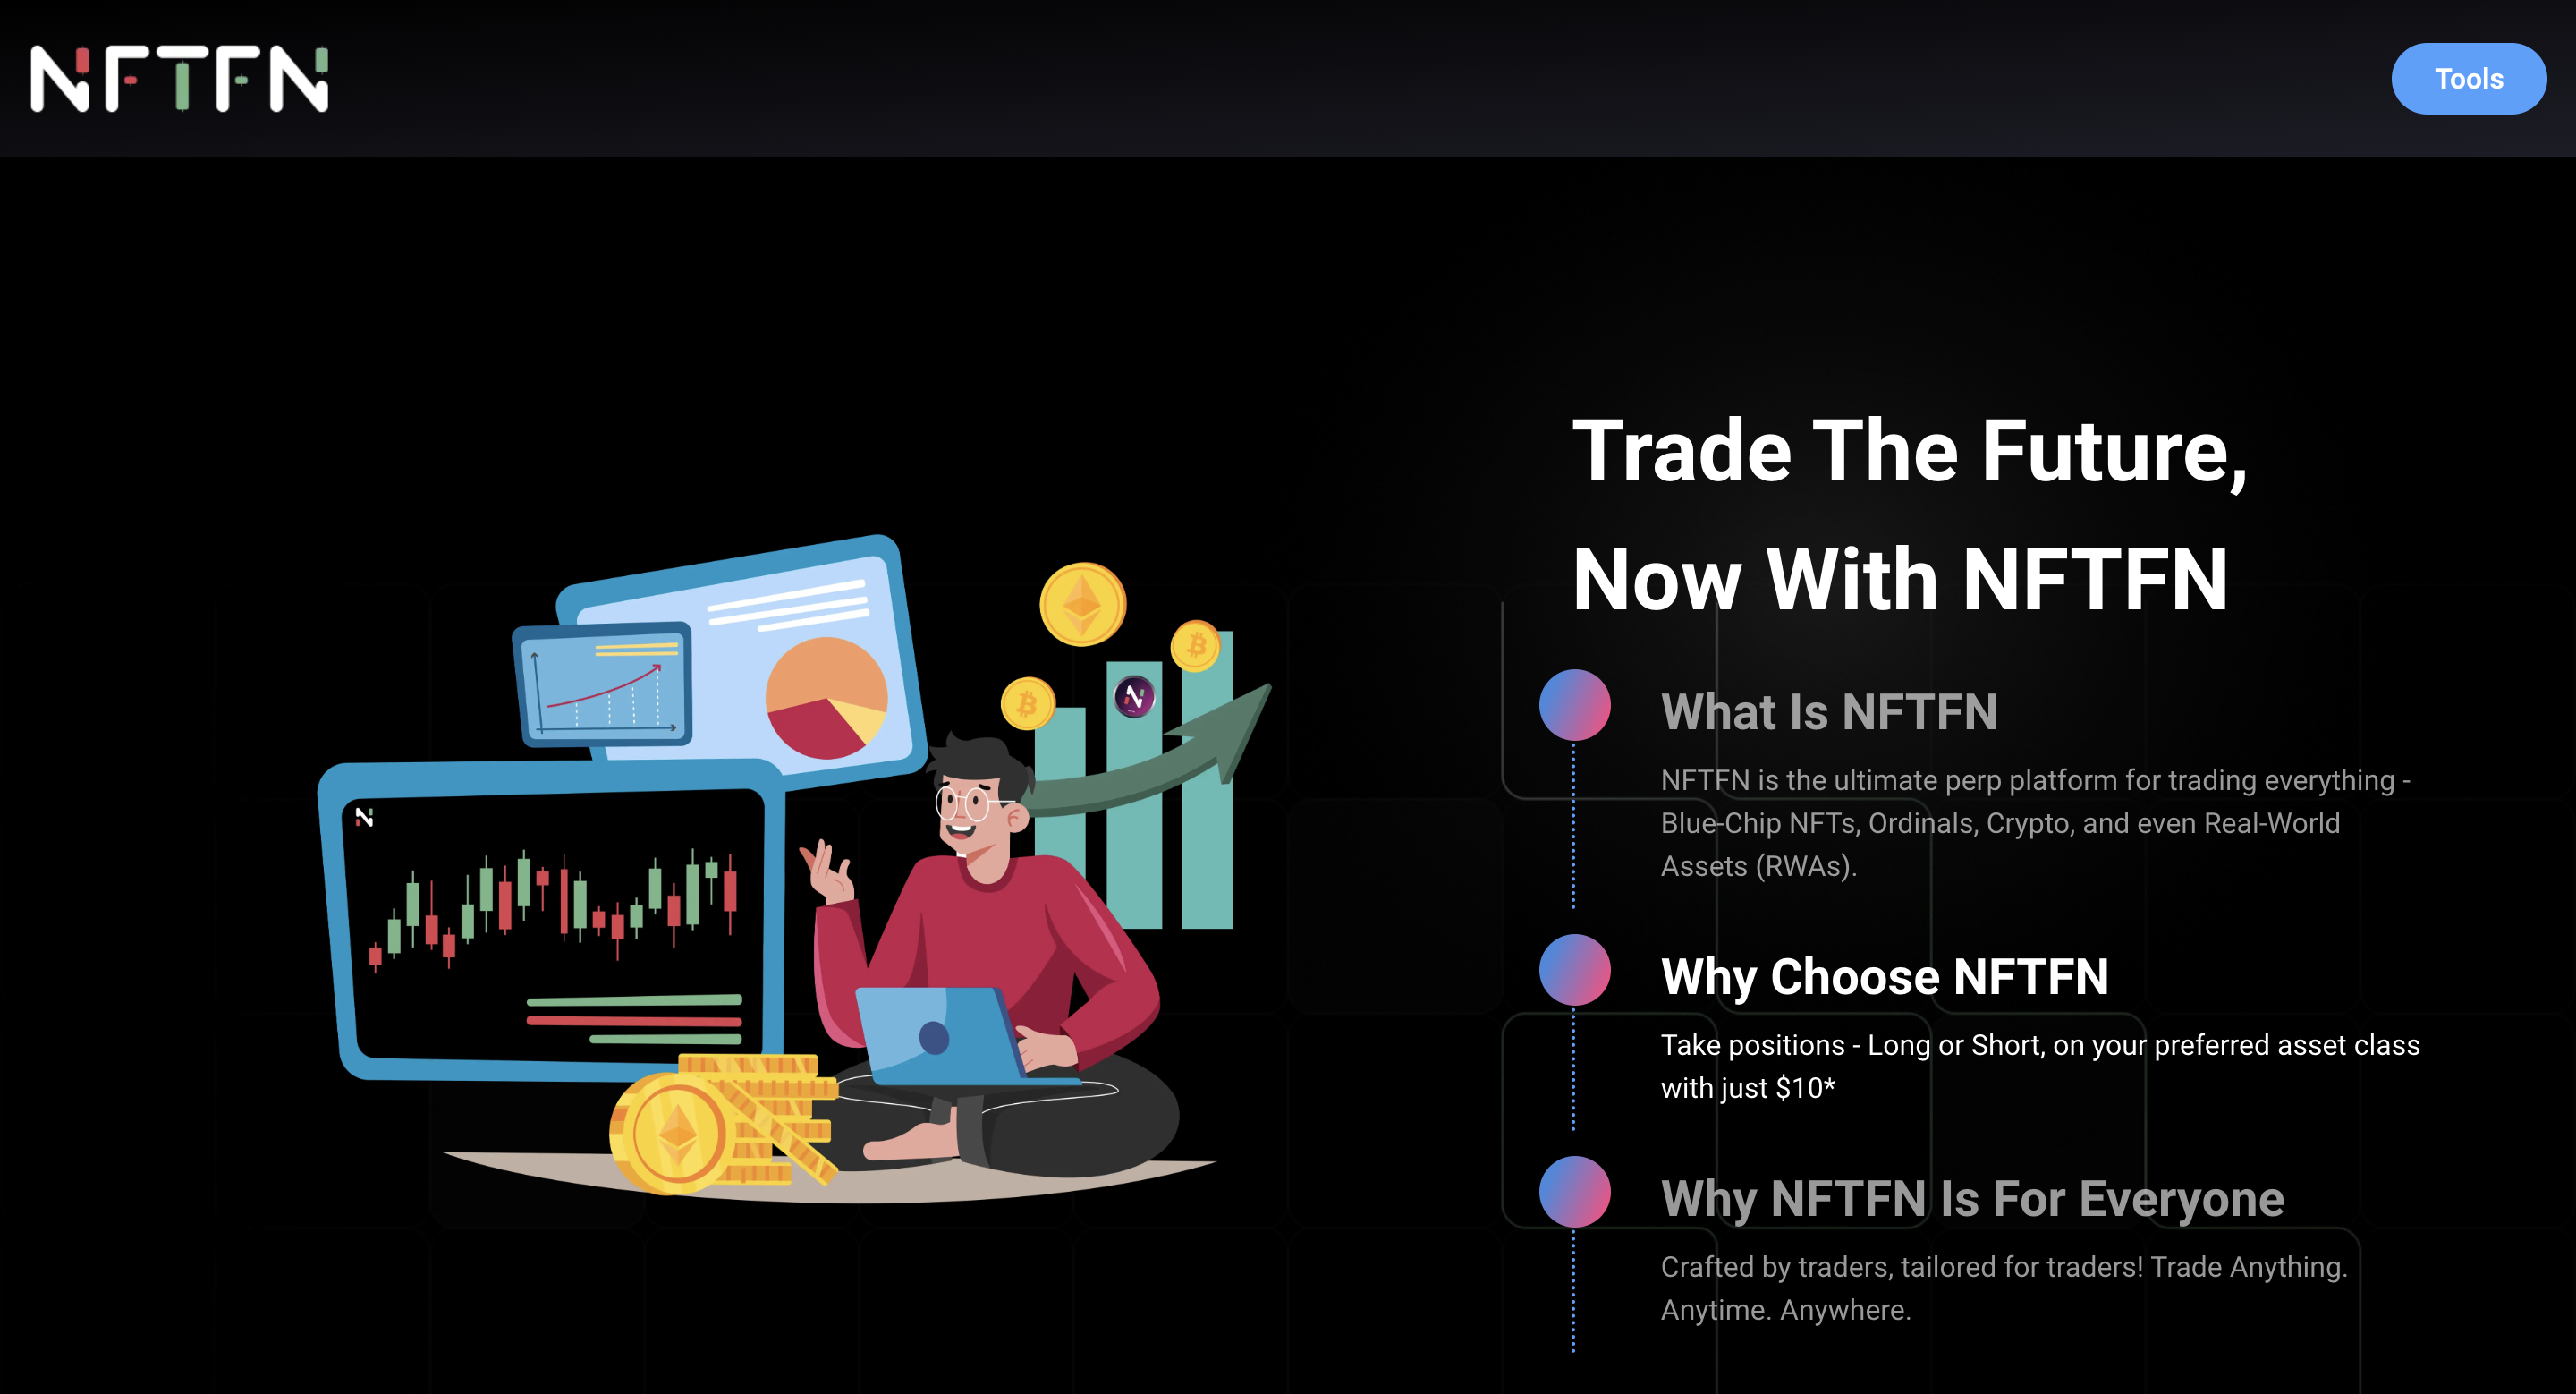 NFTFN
Tools
Trade The Future,
Now With NFTFN
What Is NFTFN
NFTFN is the ultimate perp platform for trading everything -
Blue-Chip NFTs, Ordinals, Crypto, and even Real-World
Assets (RWAs).
Why Choose NFTFN
Take positions - Long or Short, on your preferred asset class
with just $10*
Why NFTFN Is For Everyone
Crafted by traders, tailored for traders! Trade Anything.
Anytime. Anywhere.